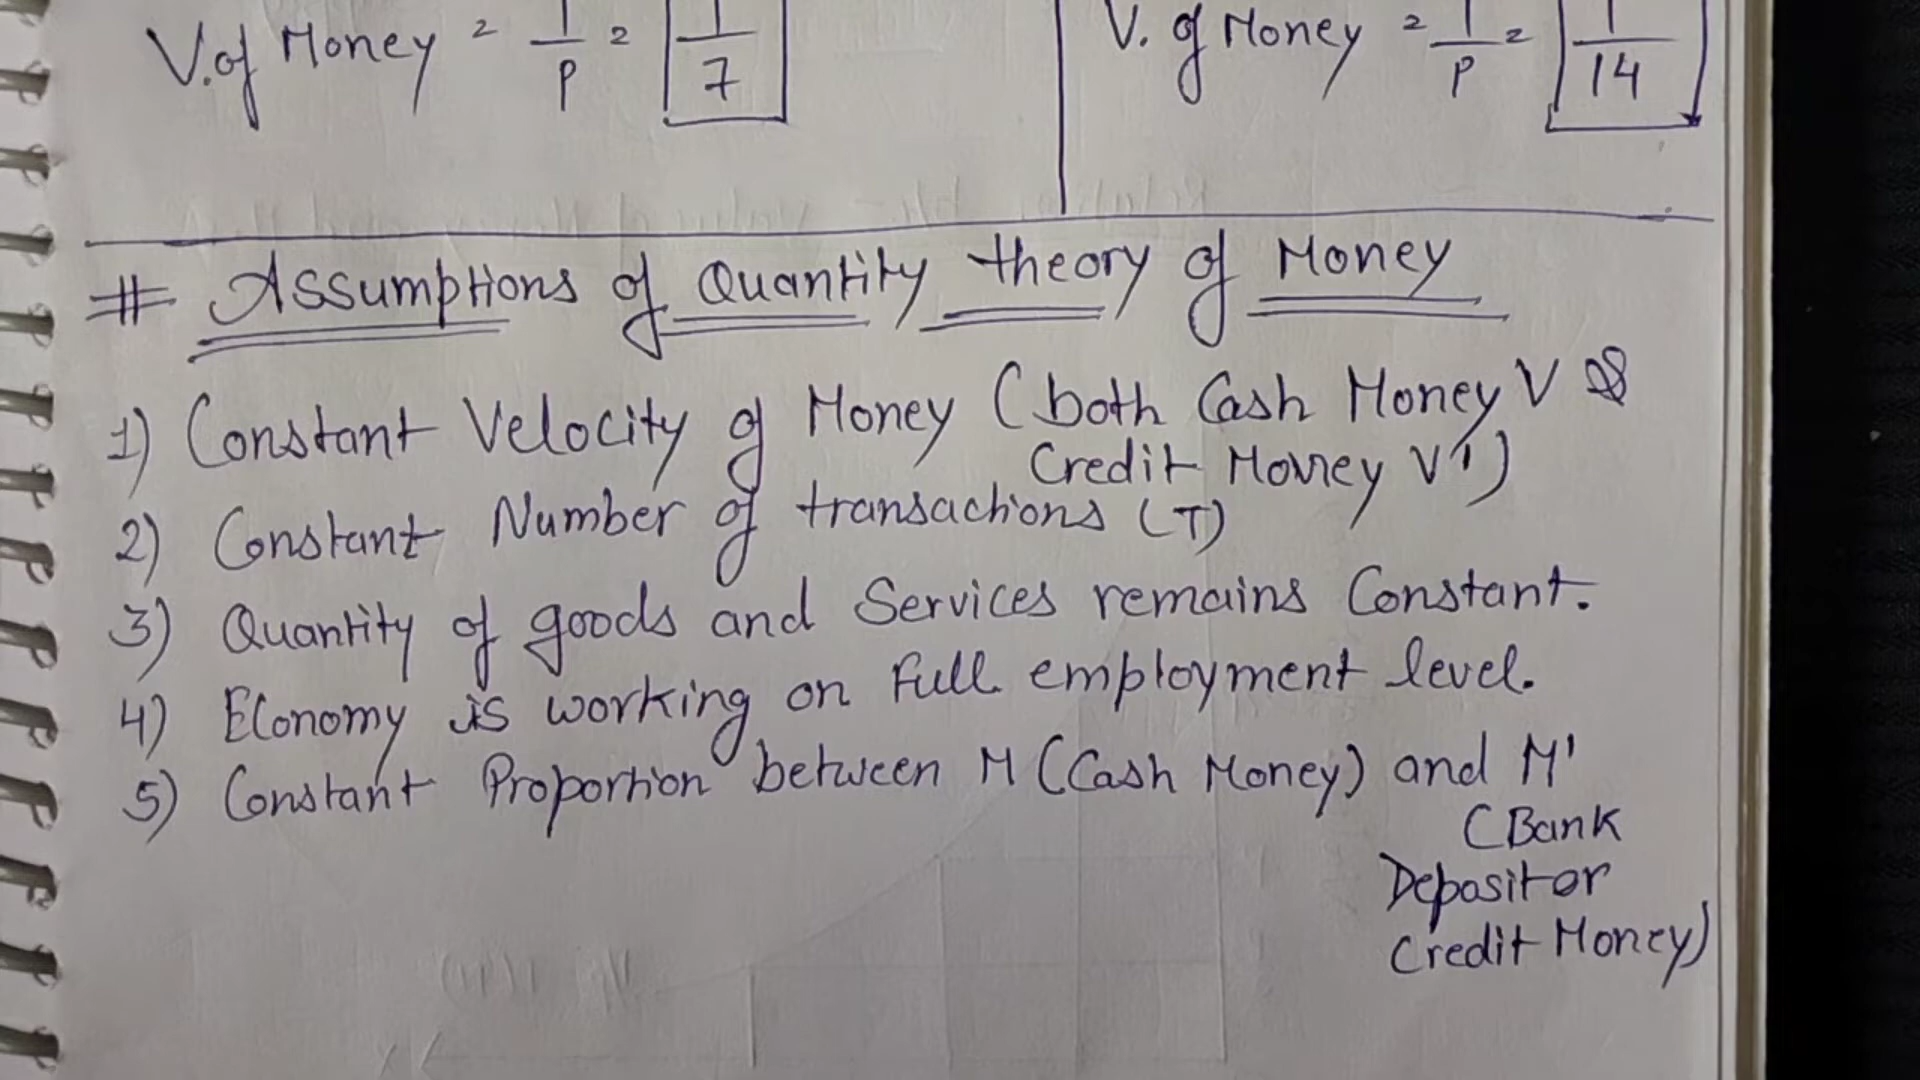 V. of Money = 1/P = 1/7
V. of Money = 1/P = 1/14
# Assumptions of Quantity theory of Money
1) Constant Velocity of Money (both Cash Money V &
Credit Money V')
2) Constant Number of transactions (T)
3) Quantity of goods and Services remains Constant.
4) Economy is working on Full employment level.
5) Constant Proportion between M (Cash Money) and M'
(Bank
Deposit or
Credit Money)